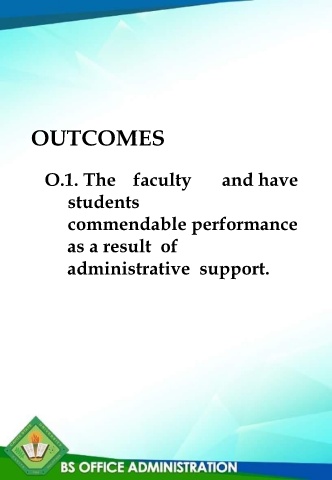 OUTCOMES
O.1. The faculty and have
students
commendable performance
as a result of
administrative support.
BS OFFICE ADMINISTRATION